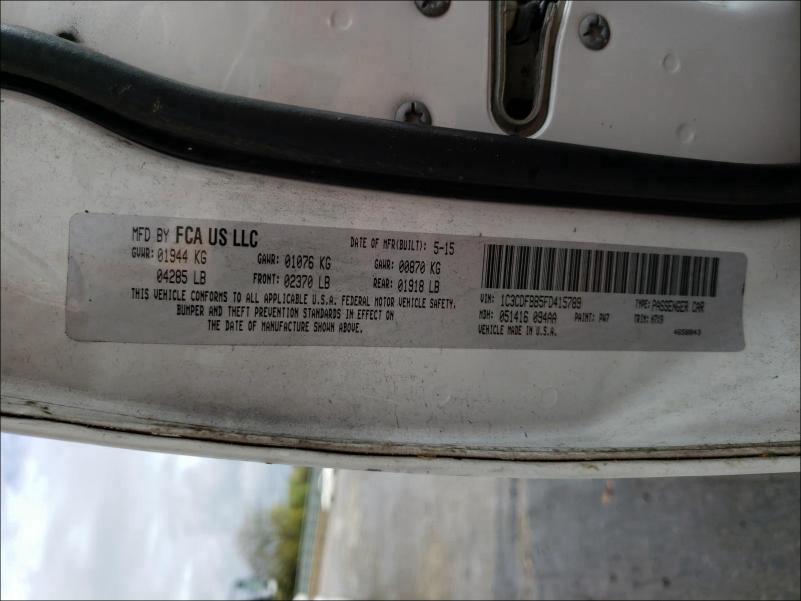 MFD BY FCA US LLC DATE OF MFR(BUILT): 5-15
GVWR: 01944 KG GAWR: 01076 KG GAWR: 00870 KG
04285 LB FRONT: 02370 LB REAR: 01918 LB
THIS VEHICLE CONFORMS TO ALL APPLICABLE U.S.A. FEDERAL MOTOR VEHICLE SAFETY,
BUMPER AND THEFT PREVENTION STANDARDS IN EFFECT ON
THE DATE OF MANUFACTURE SHOWN ABOVE.
VIN: 1C3CDFBB5FD415789 TYPE: PASSENGER CAR
MDH: 051416 094AA PAINT: PW7 TRIM:
VEHICLE MADE IN U.S.A.